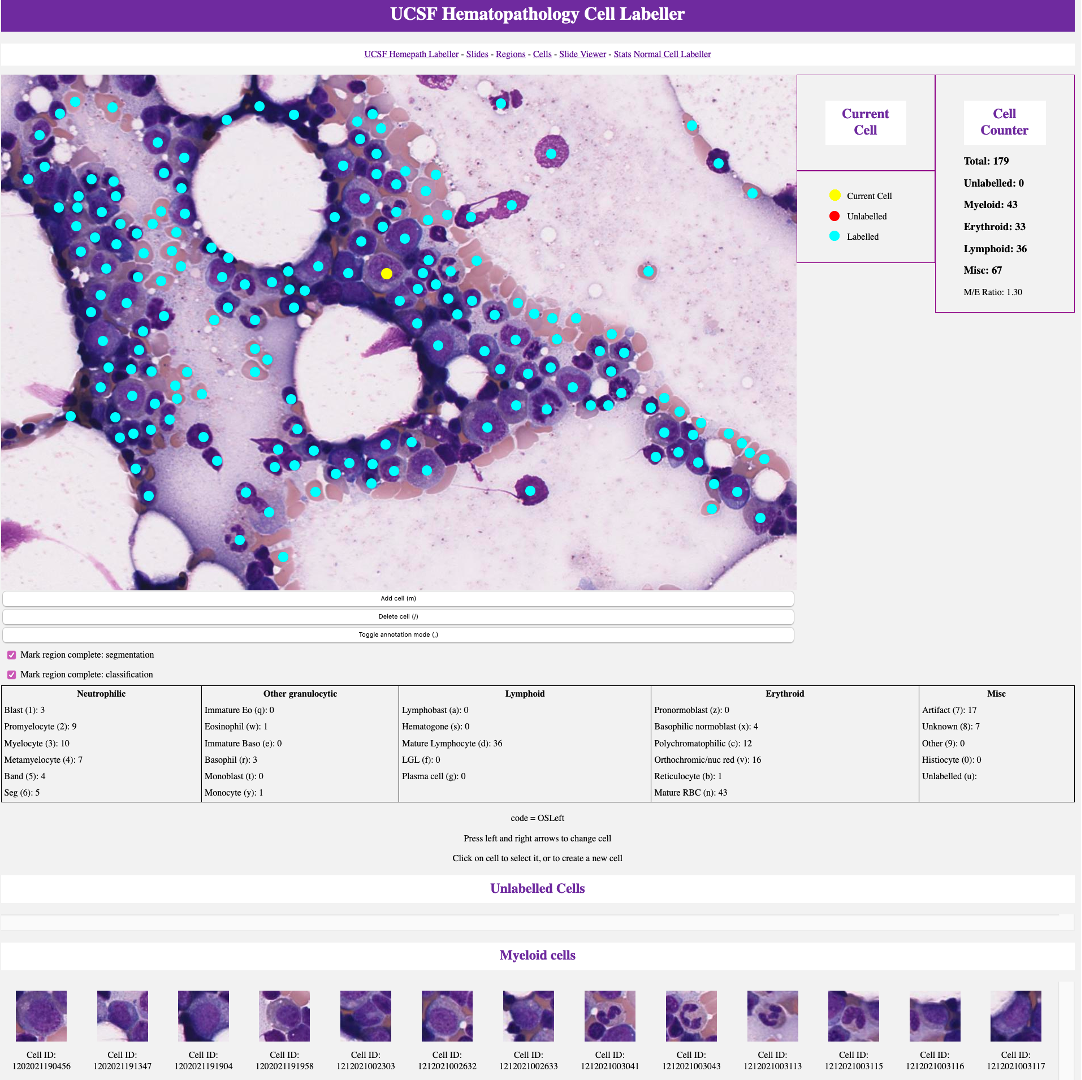 UCSF Hematopathology Cell Labeller
UCSF Hemepath Labeller - Slides - Regions - Cells - Slide Viewer - Stats Normal Cell Labeller
Current
Cell
Current Cell
Unlabelled
Labelled
Cell
Counter
Total: 179
Unlabelled: 0
Myeloid: 43
Erythroid: 33
Lymphoid: 36
Misc: 67
M/E Ratio: 1.30
Add cell (m)
Delete cell (/)
Toggle annotation mode (,)
Mark region complete: segmentation
Mark region complete: classification
Neutrophilic Other granulocytic Lymphoid Erythroid Misc
Blast (1): 3 Immature Eo (q): 0 Lymphobast (a): 0 Pronormoblast (z): 0 Artifact (7): 17
Promyelocyte (2): 9 Eosinophil (w): 1 Hematogone (s): 0 Basophilic normoblast (x): 4 Unknown (8): 7
Myelocyte (3): 10 Immature Baso (e): 0 Mature Lymphocyte (d): 36 Polychromatophilic (c): 12 Other (9): 0
Metamyelocyte (4): 7 Basophil (r): 3 LGL (f): 0 Orthochromic/nuc red (v): 16 Histiocyte (0): 0
Band (5): 4 Monoblast (t): 0 Plasma cell (g): 0 Reticulocyte (b): 1 Unlabelled (u):
Seg (6): 5 Monocyte (y): 1 Mature RBC (n): 43
code = OSLeft
Press left and right arrows to change cell
Click on cell to select it, or to create a new cell
Unlabelled Cells
Myeloid cells
Cell ID: Cell ID: Cell ID: Cell ID: Cell ID: Cell ID: Cell ID: Cell ID: Cell ID: Cell ID: Cell ID: Cell ID: Cell ID:
1202021190456 1202021191347 1202021191904 1202021191958 1212021002303 1212021002632 1212021002633 1212021003041 1212021003043 1212021003113 1212021003115 1212021003116 1212021003117